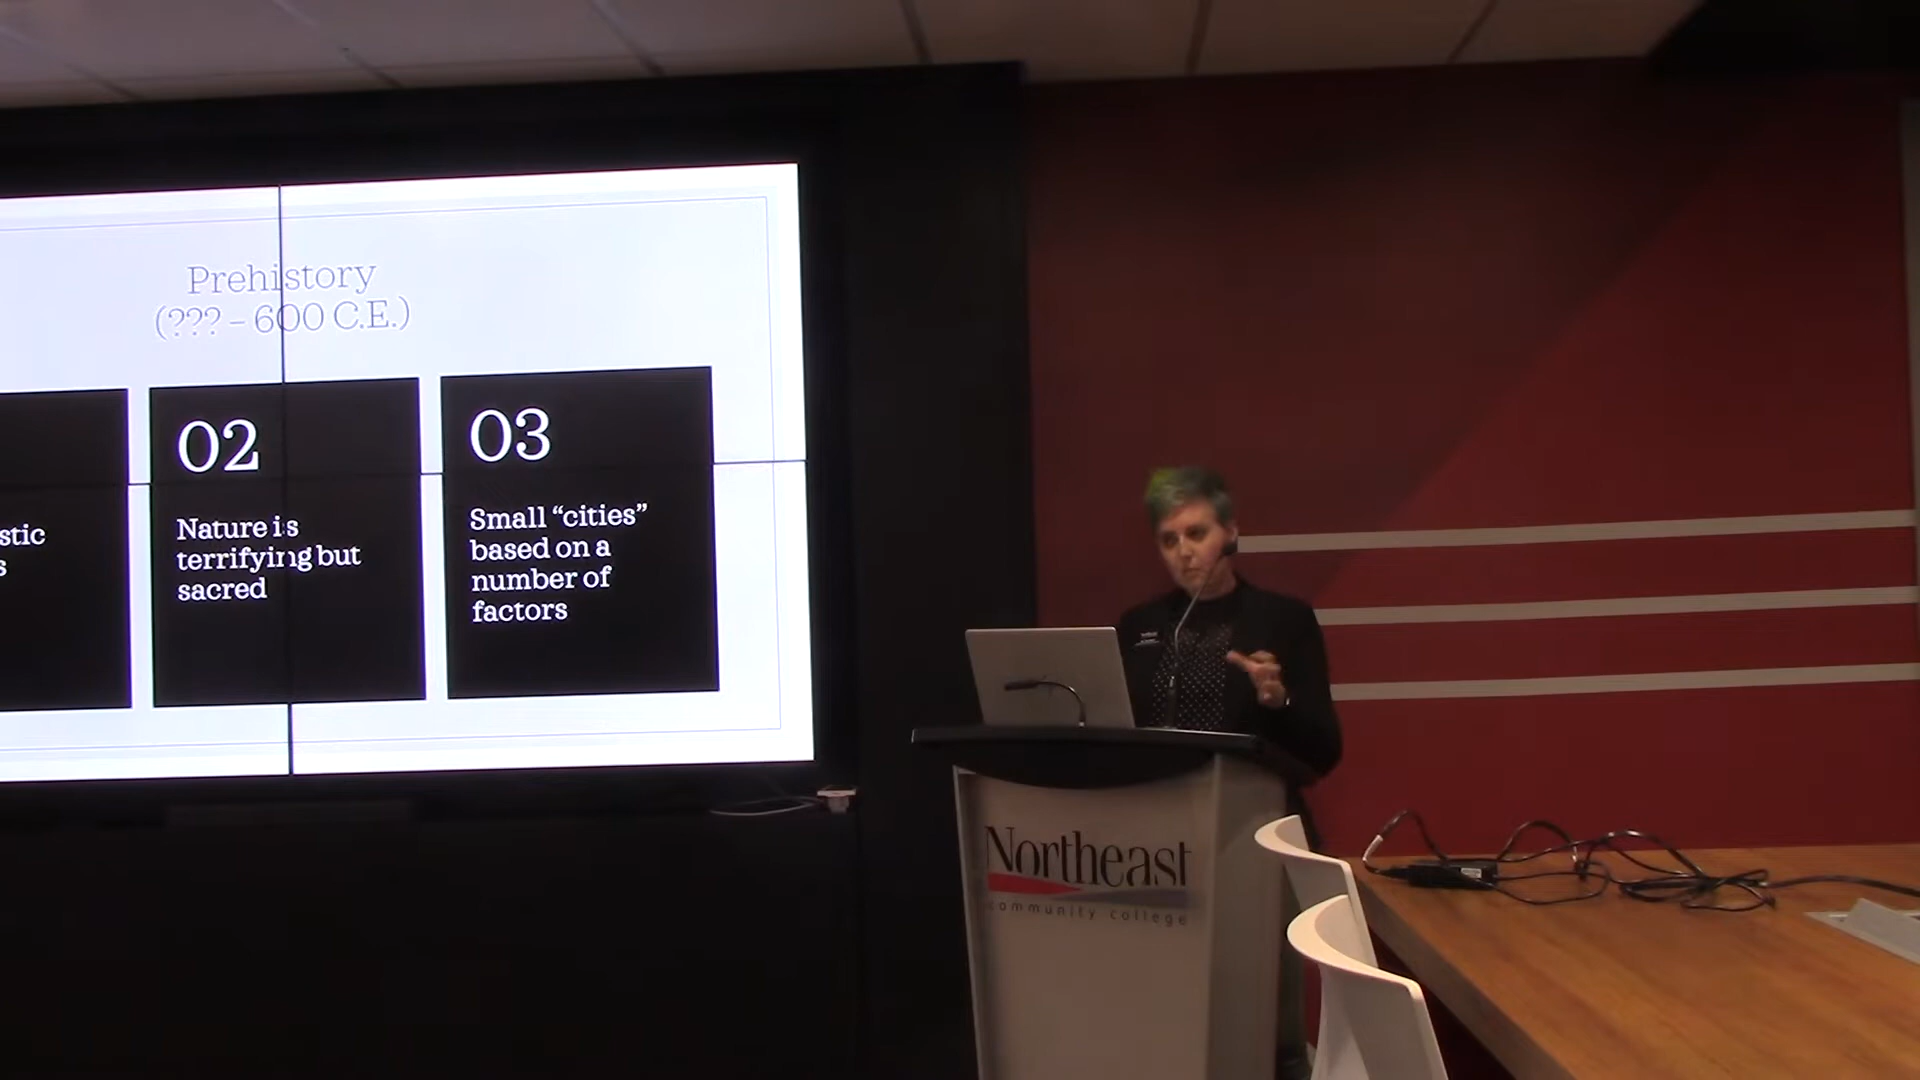 Prehistory
(??? – 600 C.E.)
02
Nature is
terrifying but
sacred
03
Small “cities”
based on a
number of
factors
Northeast
community college